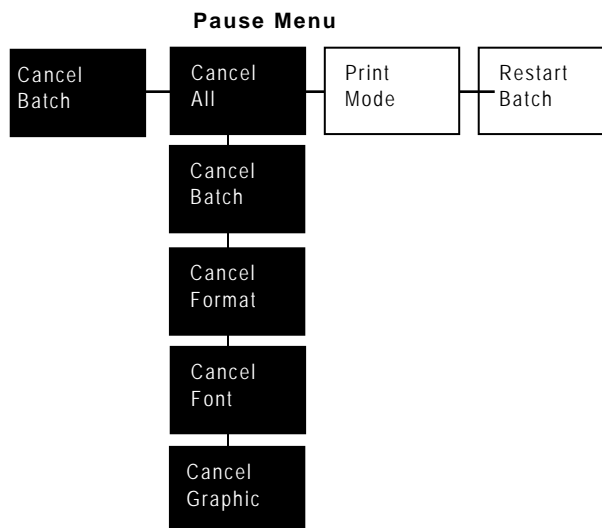 Pause Menu
Cancel
Batch
Cancel
All
Print
Mode
Restart
Batch
Cancel
Batch
Cancel
Format
Cancel
Font
Cancel
Graphic